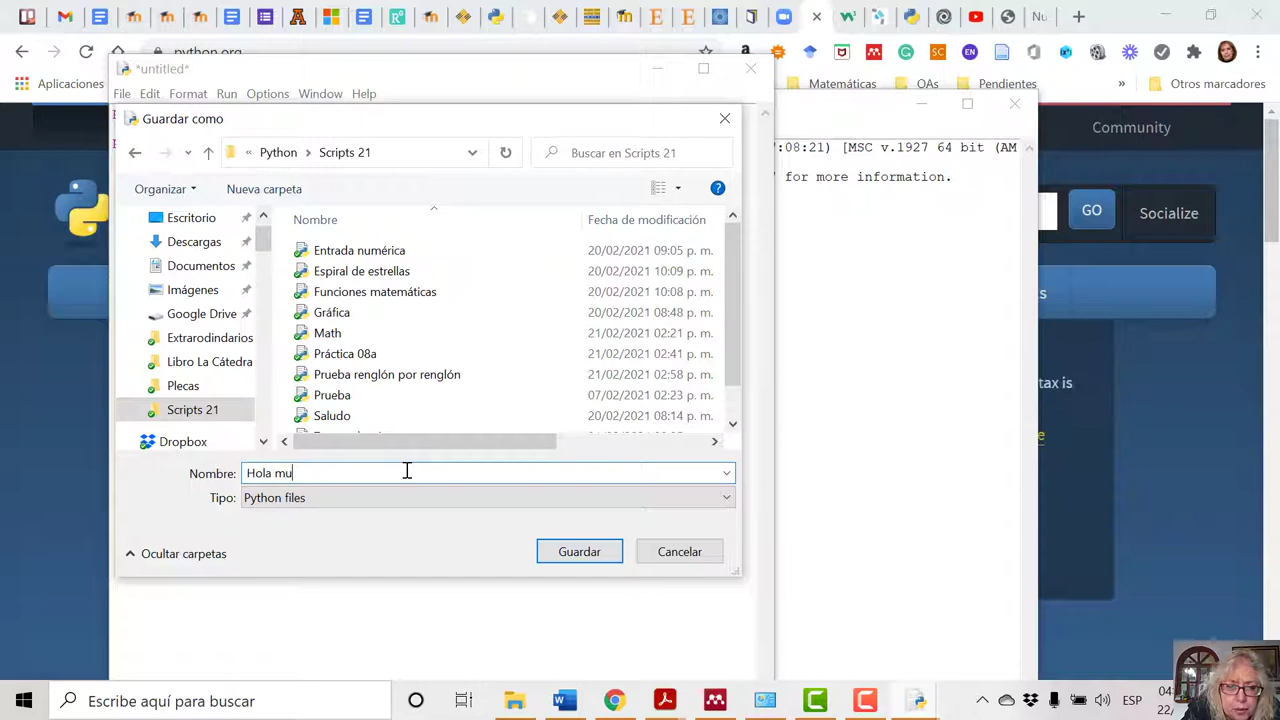 Nu
python.org
SC
EN
Aplicaciones
Matemáticas
OAs
Pendientes
»
Otros marcadores
*untitled*
File Edit Format Run Options Window Help
Guardar como
« Python Scripts 21
Buscar en Scripts 21
Organizar
Nueva carpeta
Nombre
Fecha de modificación
Escritorio
Descargas
Documentos
Imágenes
Google Drive
Extrarodindarios
Libro La Cátedra
Plecas
Scripts 21
Dropbox
Entrada numérica 20/02/2021 09:05 p. m.
Espiral de estrellas 20/02/2021 10:09 p. m.
Funciones matemáticas 20/02/2021 10:08 p. m.
Gráfica 20/02/2021 08:48 p. m.
Math 21/02/2021 02:21 p. m.
Práctica 08a 21/02/2021 02:41 p. m.
Prueba renglón por renglón 21/02/2021 02:58 p. m.
Prueba 07/02/2021 02:23 p. m.
Saludo 20/02/2021 08:14 p. m.
Nombre: Hola mu
Tipo: Python files
Ocultar carpetas
Guardar
Cancelar
:08:21) [MSC v.1927 64 bit (AM
for more information.
Community
GO
Socialize
s
tax is
e
Escribe aquí para buscar
ESP
04:
22/